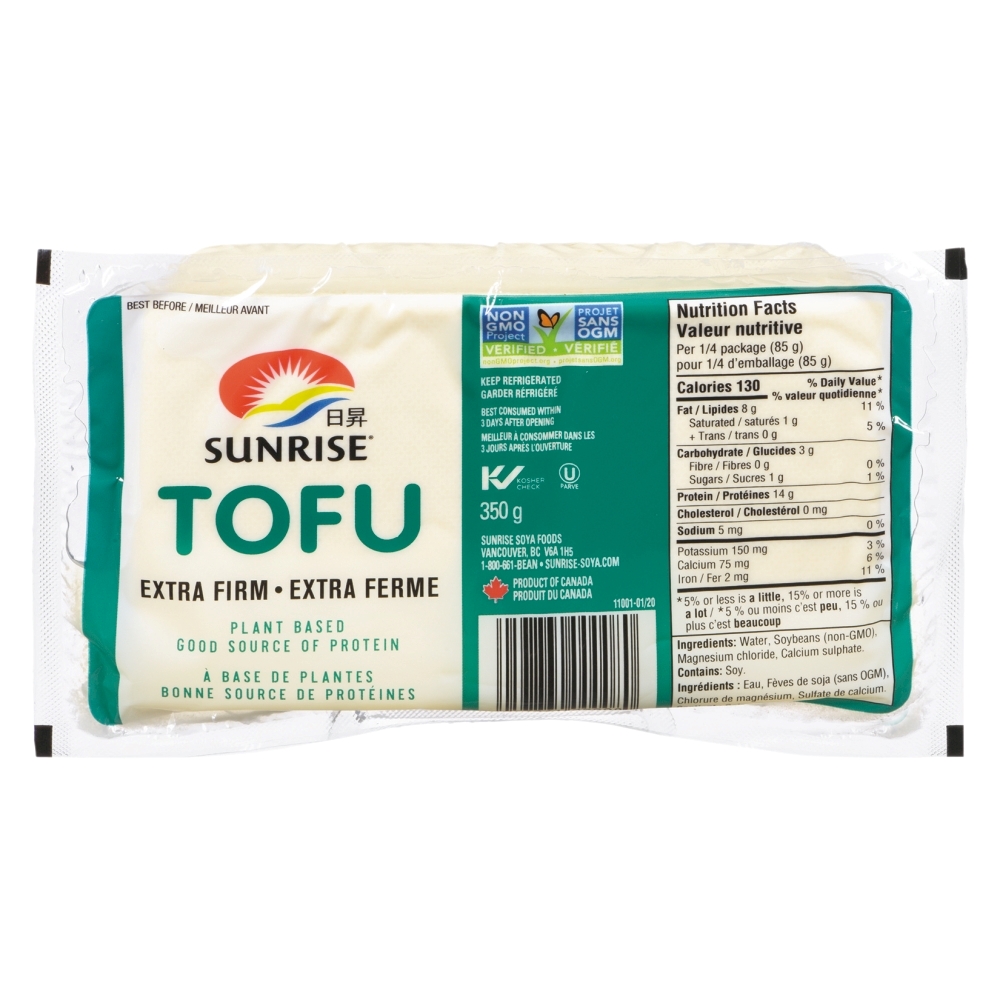 BEST BEFORE / MEILLEUR AVANT
日昇
SUNRISE®
TOFU
EXTRA FIRM • EXTRA FERME
PLANT BASED
GOOD SOURCE OF PROTEIN
À BASE DE PLANTES
BONNE SOURCE DE PROTÉINES
NON
GMO
Project
PROJET
SANS
OGM
VERIFIED • VÉRIFIÉ
nonGMOproject.org • projetsansOGM.org
KEEP REFRIGERATED
GARDER RÉFRIGÉRÉ
BEST CONSUMED WITHIN
3 DAYS AFTER OPENING
MEILLEUR À CONSOMMER DANS LES
3 JOURS APRÈS L'OUVERTURE
KOSHER
CHECK
U
PARVE
350 g
SUNRISE SOYA FOODS
VANCOUVER, BC V6A 1H5
1-800-661-BEAN • SUNRISE-SOYA.COM
PRODUCT OF CANADA
PRODUIT DU CANADA
11001-01/20
Nutrition Facts
Valeur nutritive
Per 1/4 package (85 g)
pour 1/4 d'emballage (85 g)
Calories 130 % Daily Value*
% valeur quotidienne*
Fat / Lipides 8 g 11 %
Saturated / saturés 1 g
+ Trans / trans 0 g 5 %
Carbohydrate / Glucides 3 g
Fibre / Fibres 0 g 0 %
Sugars / Sucres 1 g 1 %
Protein / Protéines 14 g
Cholesterol / Cholestérol 0 mg
Sodium 5 mg 0 %
Potassium 150 mg 3 %
Calcium 75 mg 6 %
Iron / Fer 2 mg 11 %
*5% or less is a little, 15% or more is
a lot / *5 % ou moins c'est peu, 15 % ou
plus c'est beaucoup
Ingredients: Water, Soybeans (non-GMO),
Magnesium chloride, Calcium sulphate.
Contains: Soy.
Ingrédients : Eau, Fèves de soja (sans OGM),
Chlorure de magnésium, Sulfate de calcium.